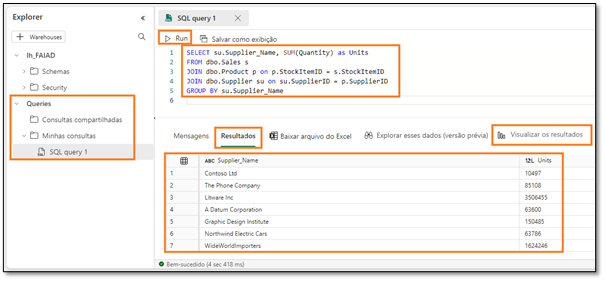 Explorer
SQL query 1
+ Warehouses
Run
Salvar como exibição
lh_FAIAD
Schemas
Security
Queries
Consultas compartilhadas
Minhas consultas
SQL query 1
1 SELECT su.Supplier_Name, SUM(Quantity) as Units
2 FROM dbo.Sales s
3 JOIN dbo.Product p on p.StockItemID = s.StockItemID
4 JOIN dbo.Supplier su on su.SupplierID = p.SupplierID
5 GROUP BY su.Supplier_Name
6
Mensagens Resultados Baixar arquivo do Excel Explorar esses dados (versão prévia) Visualizar os resultados
ABC Supplier_Name 12L Units
1 Contoso Ltd 10497
2 The Phone Company 85108
3 Litware Inc 3506455
4 A Datum Corporation 63600
5 Graphic Design Institute 150485
6 Northwind Electric Cars 63786
7 WideWorldImporters 1624246
Bem-sucedido (4 sec 418 ms)